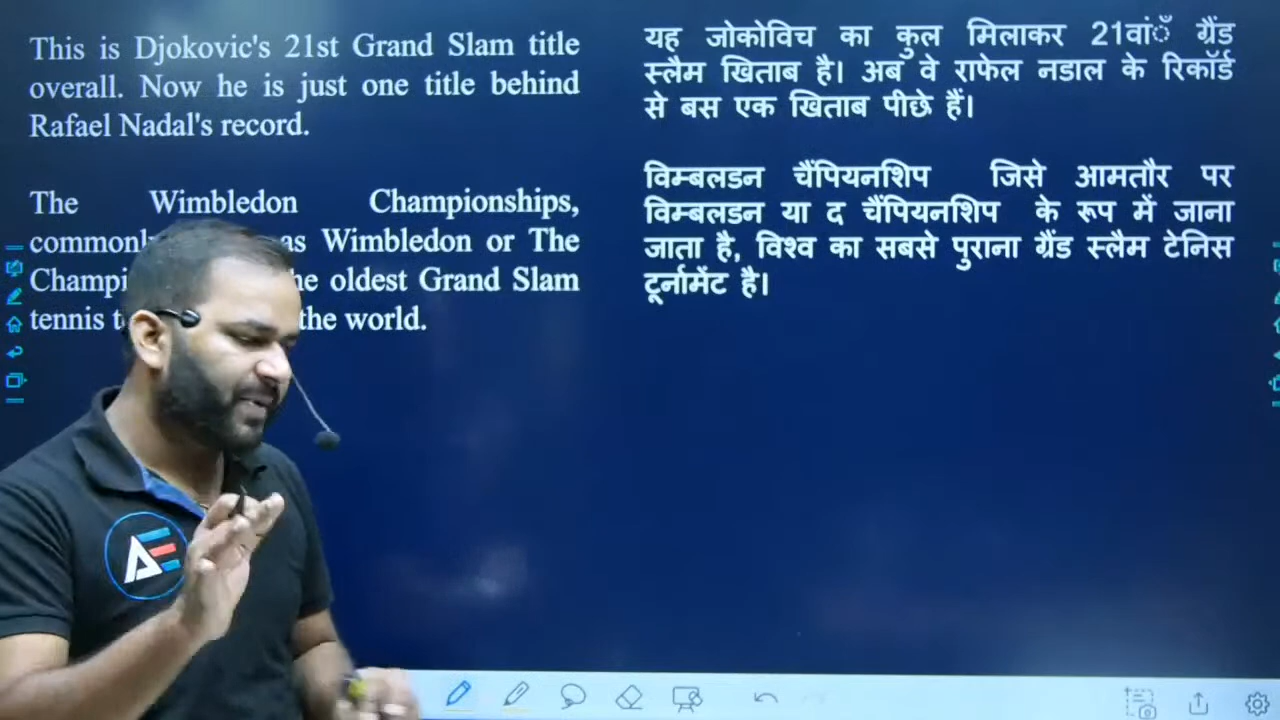 This is Djokovic's 21st Grand Slam title
overall. Now he is just one title behind
Rafael Nadal's record.
The Wimbledon Championships,
as Wimbledon or The
oldest Grand Slam
tennis the world.
यह जोकोविच का कुल मिलाकर 21वांँ ग्रैंड
स्लैम खिताब है। अब वे राफेल नडाल के रिकॉर्ड
से बस एक खिताब पीछे हैं।
विम्बलडन चैंपियनशिप जिसे आमतौर पर
विम्बलडन या द चैंपियनशिप के रूप में जाना
जाता है, विश्व का सबसे पुराना ग्रैंड स्लैम टेनिस
टूर्नामेंट है।
AE